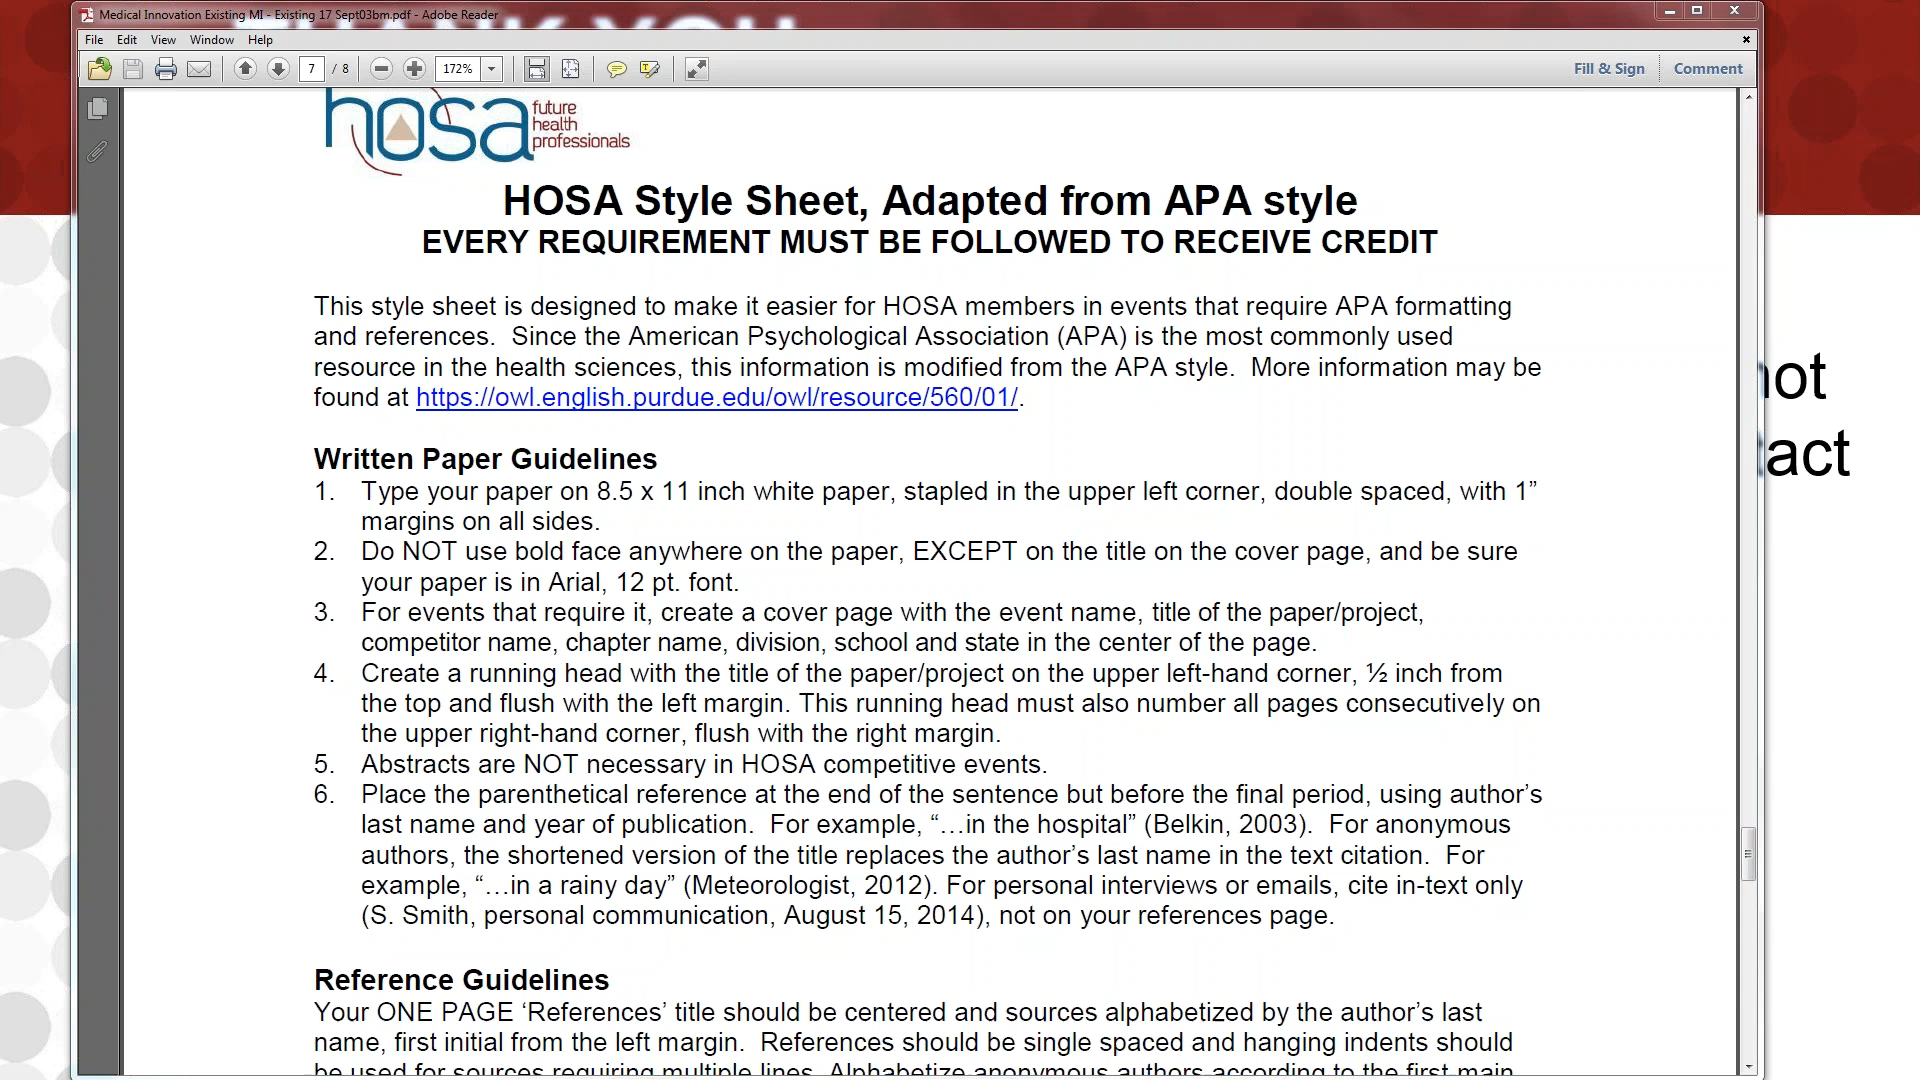 Medical Innovation Existing MI - Existing 17 Sept03bm.pdf - Adobe Reader
File Edit View Window Help
7 / 8 172% Fill & Sign Comment
hosa future health professionals
HOSA Style Sheet, Adapted from APA style
EVERY REQUIREMENT MUST BE FOLLOWED TO RECEIVE CREDIT
This style sheet is designed to make it easier for HOSA members in events that require APA formatting
and references.  Since the American Psychological Association (APA) is the most commonly used
resource in the health sciences, this information is modified from the APA style.  More information may be
found at https://owl.english.purdue.edu/owl/resource/560/01/.
not
Written Paper Guidelines
tact
1. Type your paper on 8.5 x 11 inch white paper, stapled in the upper left corner, double spaced, with 1”
margins on all sides.
2. Do NOT use bold face anywhere on the paper, EXCEPT on the title on the cover page, and be sure
your paper is in Arial, 12 pt. font.
3. For events that require it, create a cover page with the event name, title of the paper/project,
competitor name, chapter name, division, school and state in the center of the page.
4. Create a running head with the title of the paper/project on the upper left-hand corner, ½ inch from
the top and flush with the left margin. This running head must also number all pages consecutively on
the upper right-hand corner, flush with the right margin.
5. Abstracts are NOT necessary in HOSA competitive events.
6. Place the parenthetical reference at the end of the sentence but before the final period, using author’s
last name and year of publication.  For example, “…in the hospital” (Belkin, 2003).  For anonymous
authors, the shortened version of the title replaces the author’s last name in the text citation.  For
example, “…in a rainy day” (Meteorologist, 2012). For personal interviews or emails, cite in-text only
(S. Smith, personal communication, August 15, 2014), not on your references page.
Reference Guidelines
Your ONE PAGE ‘References’ title should be centered and sources alphabetized by the author’s last
name, first initial from the left margin.  References should be single spaced and hanging indents should
be used for sources requiring multiple lines. Alphabetize anonymous authors according to the first main